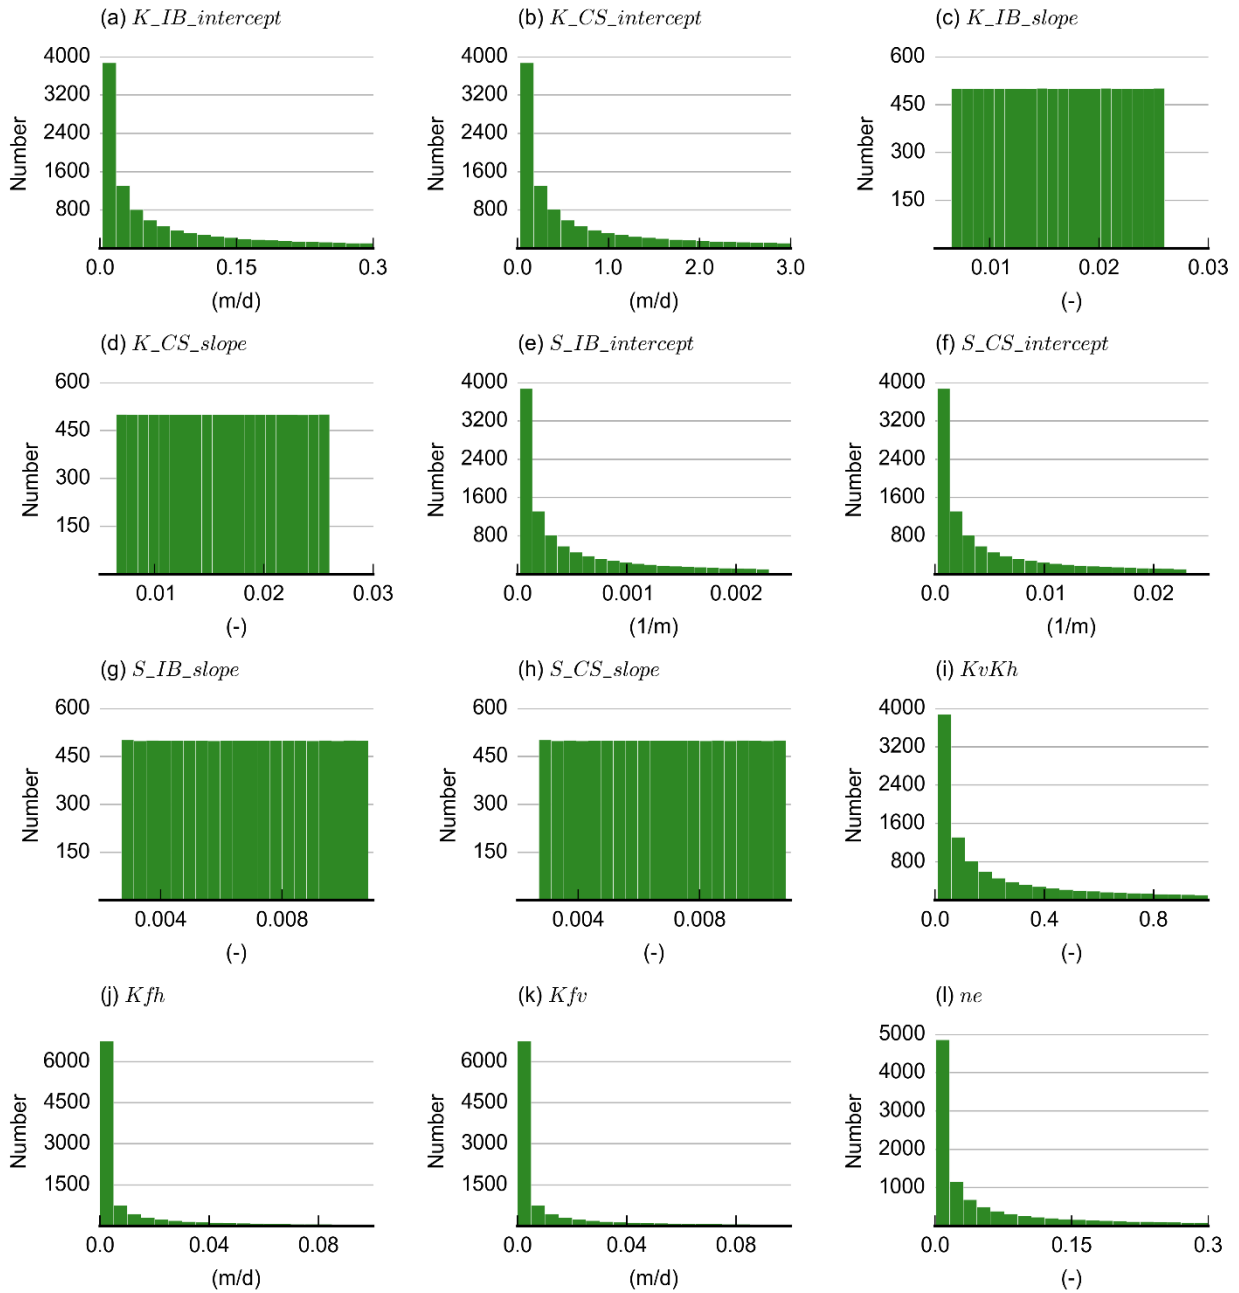 (a) K_IB_intercept
(b) K_CS_intercept
(c) K_IB_slope
4000
3200
2400
1600
800
Number
0.0 0.15 0.3
(m/d)
4000
3200
2400
1600
800
Number
0.0 1.0 2.0 3.0
(m/d)
600
450
300
150
Number
0.01 0.02 0.03
(-)
(d) K_CS_slope
(e) S_IB_intercept
(f) S_CS_intercept
600
450
300
150
Number
0.01 0.02 0.03
(-)
4000
3200
2400
1600
800
Number
0.0 0.001 0.002
(1/m)
4000
3200
2400
1600
800
Number
0.0 0.01 0.02
(1/m)
(g) S_IB_slope
(h) S_CS_slope
(i) KvKh
600
450
300
150
Number
0.004 0.008
(-)
600
450
300
150
Number
0.004 0.008
(-)
4000
3200
2400
1600
800
Number
0.0 0.4 0.8
(-)
(j) Kfh
(k) Kfv
(l) ne
6000
4500
3000
1500
Number
0.0 0.04 0.08
(m/d)
6000
4500
3000
1500
Number
0.0 0.04 0.08
(m/d)
5000
4000
3000
2000
1000
Number
0.0 0.15 0.3
(-)